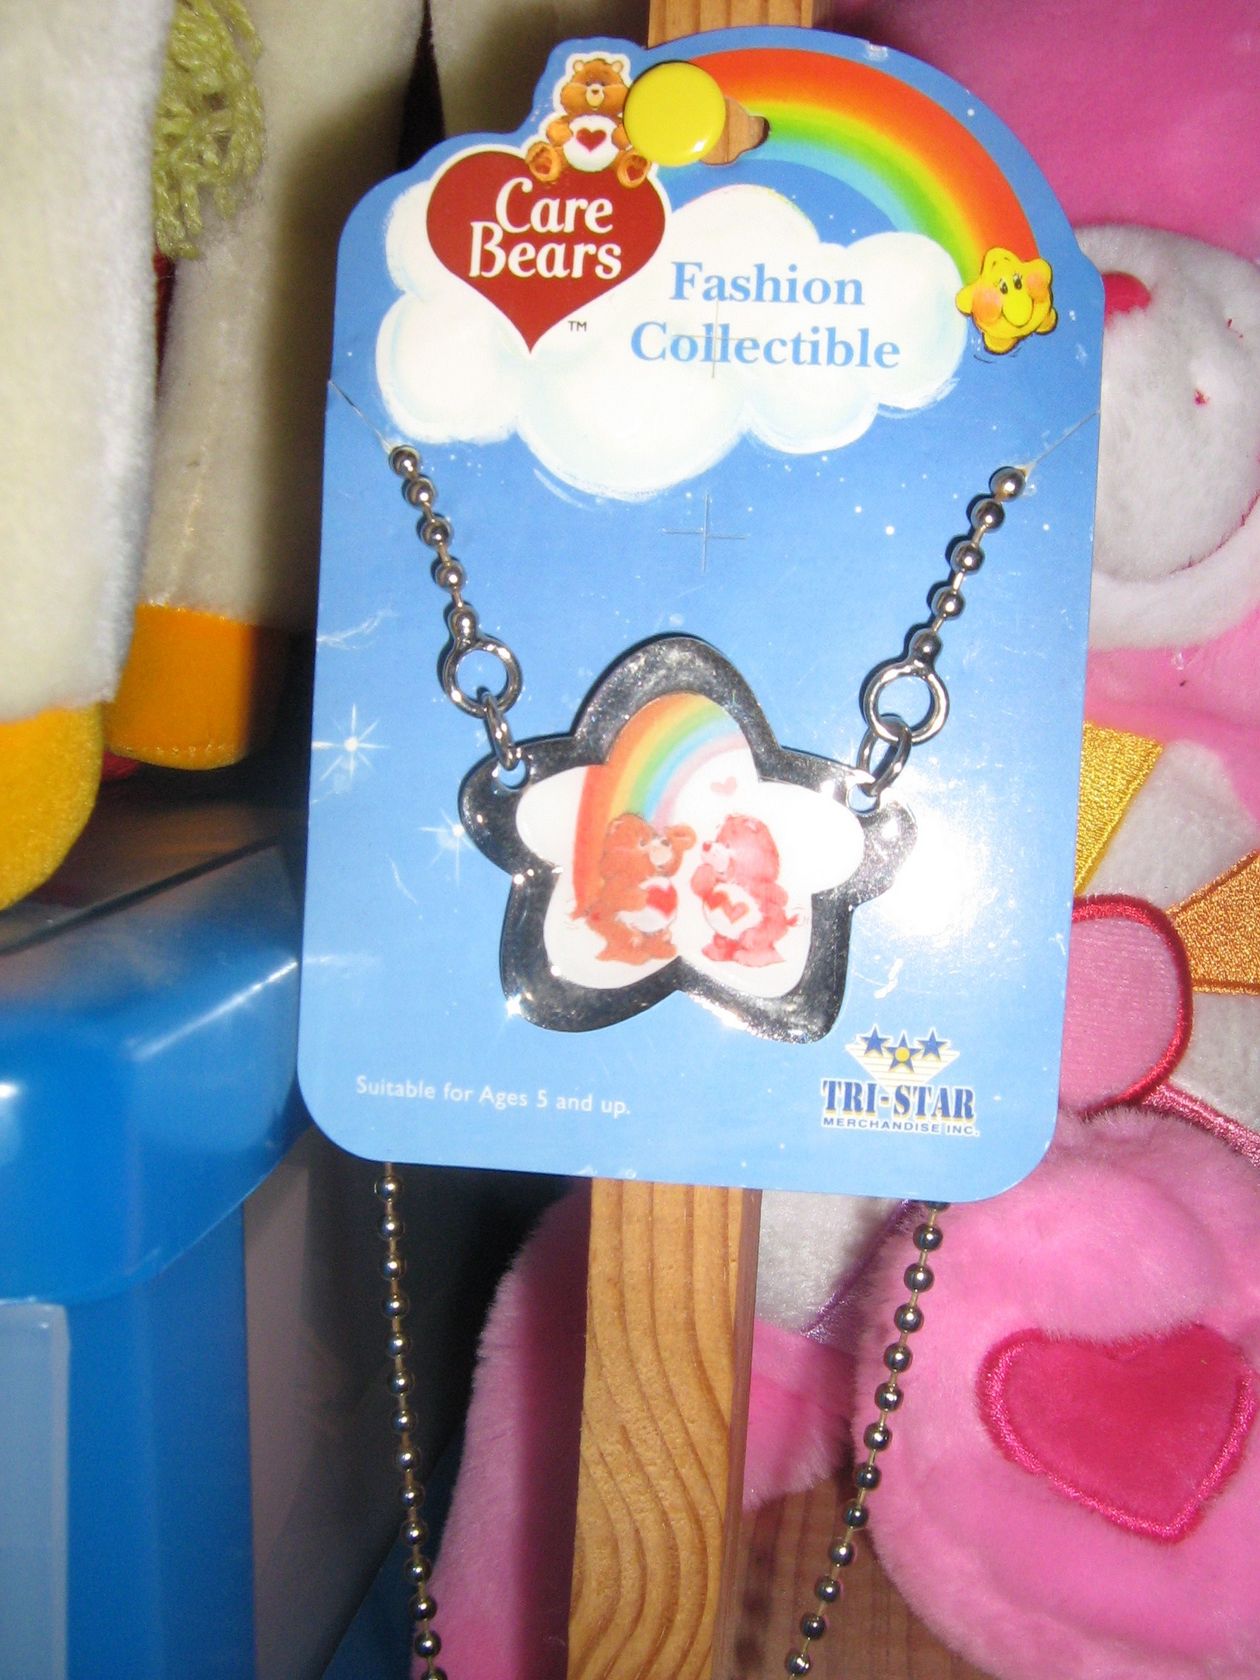 Care
Bears
™
Fashion
Collectible
Suitable for Ages 5 and up.
TRI-STAR
MERCHANDISE INC.